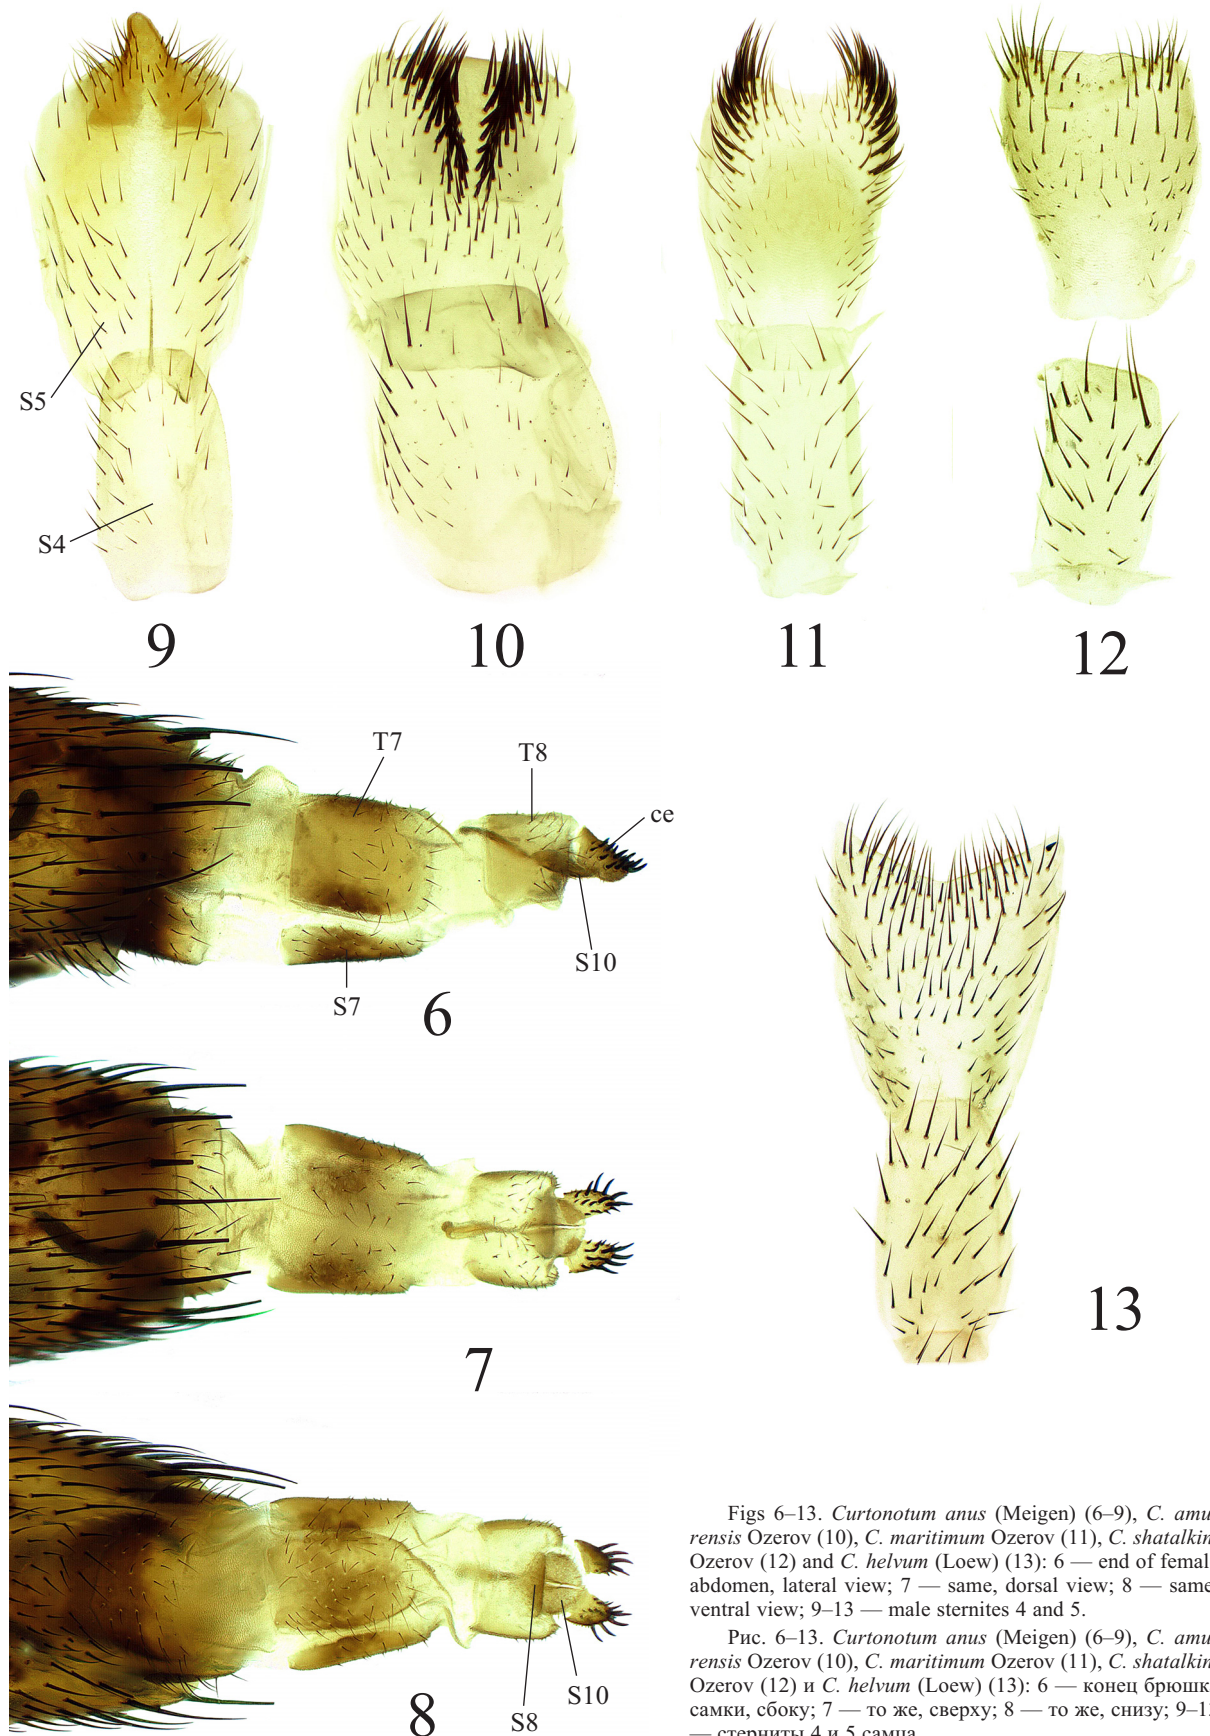 S5
S4
9
10
11
12
T7
T8
ce
S10
S7
6
7
13
S10
S8
8
Figs 6–13. Curtonotum anus (Meigen) (6–9), C. amu-
rensis Ozerov (10), C. maritimum Ozerov (11), C. shatalkin
Ozerov (12) and C. helvum (Loew) (13): 6 — end of femal
abdomen, lateral view; 7 — same, dorsal view; 8 — same
ventral view; 9–13 — male sternites 4 and 5.
Рис. 6–13. Curtonotum anus (Meigen) (6–9), C. amu-
rensis Ozerov (10), C. maritimum Ozerov (11), C. shatalkin
Ozerov (12) и C. helvum (Loew) (13): 6 — конец брюшк
самки, сбоку; 7 — то же, сверху; 8 — то же, снизу; 9–1
— стерниты 4 и 5 самца.